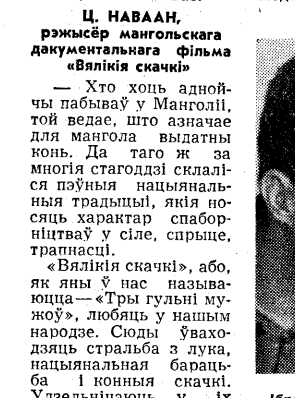 Ц. НАВААН,
рэжысёр мангольскага
дакументальнага фільма
«Вялікія скачкі»
— Хто хоць адной-
чы пабываў у Манголіі,
той ведае, што азначае
для мангола выдатны
конь. Да таго ж за
многія стагоддзі склалі-
ся пэўныя нацыяналь-
ныя традыцыі, якія но-
сяць характар спабор-
ніцтваў у сіле, спрыце,
трапнасці.
«Вялікія скачкі», або,
як яны ў нас называ-
юцца — «Тры гульні му-
жоў», любяць у нашым
народзе. Сюды ўвахо-
дзяць стральба з лука,
нацыянальная бараць-
ба і конныя скачкі.
Удзельнічаюць у іх